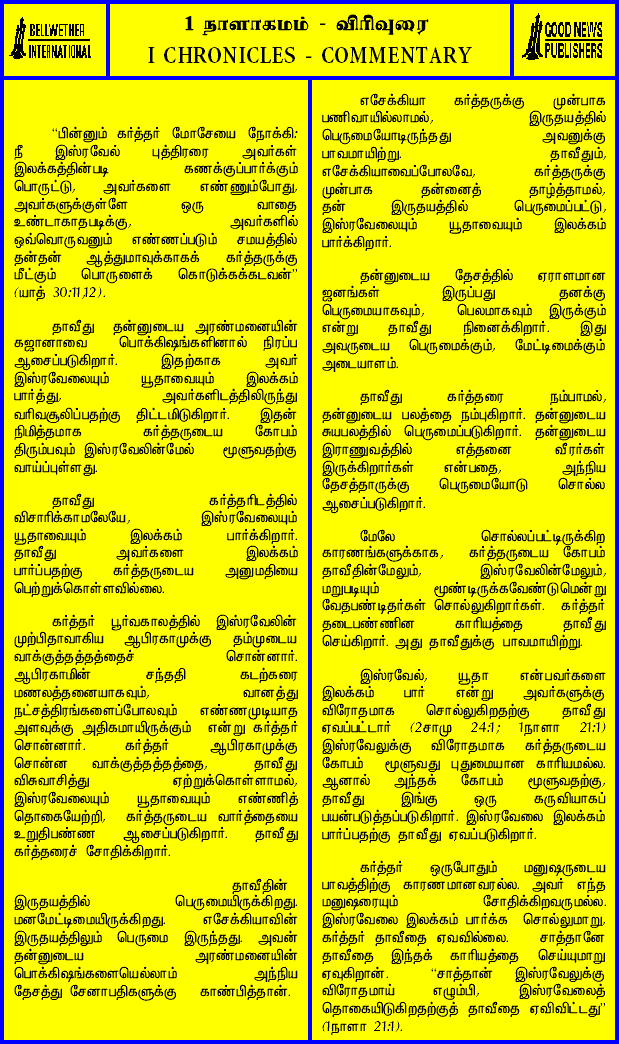 BELLWETHER
INTERNATIONAL
1 நாளாகமம் - விரிவுரை
I CHRONICLES - COMMENTARY
GOOD NEWS
PUBLISHERS
“பின்னும் கர்த்தர் மோசேயை நோக்கி:
நீ இஸ்ரவேல் புத்திரரை அவர்கள்
இலக்கத்தின்படி கணக்குப்பார்க்கும்
பொருட்டு, அவர்களை எண்ணும்போது,
அவர்களுக்குள்ளே ஒரு வாதை
உண்டாகாதபடிக்கு, அவர்களில்
ஒவ்வொருவனும் எண்ணப்படும் சமயத்தில்
தன்தன் ஆத்துமாவுக்காகக் கர்த்தருக்கு
மீட்கும் பொருளைக் கொடுக்கக்கடவன்”
(யாத் 30:11,12).
தாவீது தன்னுடைய அரண்மனையின்
கஜானாவை பொக்கிஷங்களினால் நிரப்ப
ஆசைப்படுகிறார். இதற்காக அவர்
இஸ்ரவேலையும் யூதாவையும் இலக்கம்
பார்த்து, அவர்களிடத்திலிருந்து
வரிவசூலிப்பதற்கு திட்டமிடுகிறார். இதன்
நிமித்தமாக கர்த்தருடைய கோபம்
திரும்பவும் இஸ்ரவேலின்மேல் மூளுவதற்கு
வாய்ப்புள்ளது.
தாவீது கர்த்தரிடத்தில்
விசாரிக்காமலேயே, இஸ்ரவேலையும்
யூதாவையும் இலக்கம் பார்க்கிறார்.
தாவீது அவர்களை இலக்கம்
பார்ப்பதற்கு கர்த்தருடைய அனுமதியை
பெற்றுக்கொள்ளவில்லை.
கர்த்தர் பூர்வகாலத்தில் இஸ்ரவேலின்
முற்பிதாவாகிய ஆபிரகாமுக்கு தம்முடைய
வாக்குத்தத்தத்தைச் சொன்னார்.
ஆபிரகாமின் சந்ததி கடற்கரை
மணலத்தனையாகவும், வானத்து
நட்சத்திரங்களைப்போலவும் எண்ணமுடியாத
அளவுக்கு அதிகமாயிருக்கும் என்று கர்த்தர்
சொன்னார். கர்த்தர் ஆபிரகாமுக்கு
சொன்ன வாக்குத்தத்தத்தை, தாவீது
விசுவாசித்து ஏற்றுக்கொள்ளாமல்,
இஸ்ரவேலையும் யூதாவையும் எண்ணித்
தொகையேற்றி, கர்த்தருடைய வார்த்தையை
உறுதிபண்ண ஆசைப்படுகிறார். தாவீது
கர்த்தரைச் சோதிக்கிறார்.
தாவீதின்
இருதயத்தில் பெருமையிருக்கிறது.
மனமேட்டிமையிருக்கிறது. எசேக்கியாவின்
இருதயத்திலும் பெருமை இருந்தது. அவன்
தன்னுடைய அரண்மனையின்
பொக்கிஷங்களையெல்லாம் அந்நிய
தேசத்து சேனாபதிகளுக்கு காண்பித்தான்.
எசேக்கியா கர்த்தருக்கு முன்பாக
பணிவாயில்லாமல், இருதயத்தில்
பெருமையோடிருந்தது அவனுக்கு
பாவமாயிற்று. தாவீதும்,
எசேக்கியாவைப்போலவே, கர்த்தருக்கு
முன்பாக தன்னைத் தாழ்த்தாமல்,
தன் இருதயத்தில் பெருமைப்பட்டு,
இஸ்ரவேலையும் யூதாவையும் இலக்கம்
பார்க்கிறார்.
தன்னுடைய தேசத்தில் ஏராளமான
ஜனங்கள் இருப்பது தனக்கு
பெருமையாகவும், பெலமாகவும் இருக்கும்
என்று தாவீது நினைக்கிறார். இது
அவருடைய பெருமைக்கும், மேட்டிமைக்கும்
அடையாளம்.
தாவீது கர்த்தரை நம்பாமல்,
தன்னுடைய பலத்தை நம்புகிறார். தன்னுடைய
சுயபலத்தில் பெருமைப்படுகிறார். தன்னுடைய
இராணுவத்தில் எத்தனை வீரர்கள்
இருக்கிறார்கள் என்பதை, அந்நிய
தேசத்தாருக்கு பெருமையோடு சொல்ல
ஆசைப்படுகிறார்.
மேலே சொல்லப்பட்டிருக்கிற
காரணங்களுக்காக, கர்த்தருடைய கோபம்
தாவீதின்மேலும், இஸ்ரவேலின்மேலும்,
மறுபடியும் மூண்டிருக்கவேண்டுமென்று
வேதபண்டிதர்கள் சொல்லுகிறார்கள். கர்த்தர்
தடைபண்ணின காரியத்தை தாவீது
செய்கிறார். அது தாவீதுக்கு பாவமாயிற்று.
இஸ்ரவேல், யூதா என்பவர்களை
இலக்கம் பார் என்று அவர்களுக்கு
விரோதமாக சொல்லுகிறதற்கு தாவீது
ஏவப்பட்டார் (2சாமு 24:1; 1நாளா 21:1)
இஸ்ரவேலுக்கு விரோதமாக கர்த்தருடைய
கோபம் மூளுவது புதுமையான காரியமல்ல.
ஆனால் அந்தக் கோபம் மூளுவதற்கு,
தாவீது இங்கு ஒரு கருவியாகப்
பயன்படுத்தப்படுகிறார். இஸ்ரவேலை இலக்கம்
பார்ப்பதற்கு தாவீது ஏவப்படுகிறார்.
கர்த்தர் ஒருபோதும் மனுஷருடைய
பாவத்திற்கு காரணமானவரல்ல. அவர் எந்த
மனுஷரையும் சோதிக்கிறவருமல்ல.
இஸ்ரவேலை இலக்கம் பார்க்க சொல்லுமாறு,
கர்த்தர் தாவீதை ஏவவில்லை. சாத்தானே
தாவீதை இந்தக் காரியத்தை செய்யுமாறு
ஏவுகிறான். “சாத்தான் இஸ்ரவேலுக்கு
விரோதமாய் எழும்பி, இஸ்ரவேலைத்
தொகையிடுகிறதற்குத் தாவீதை ஏவிவிட்டது”
(1நாளா 21:1).